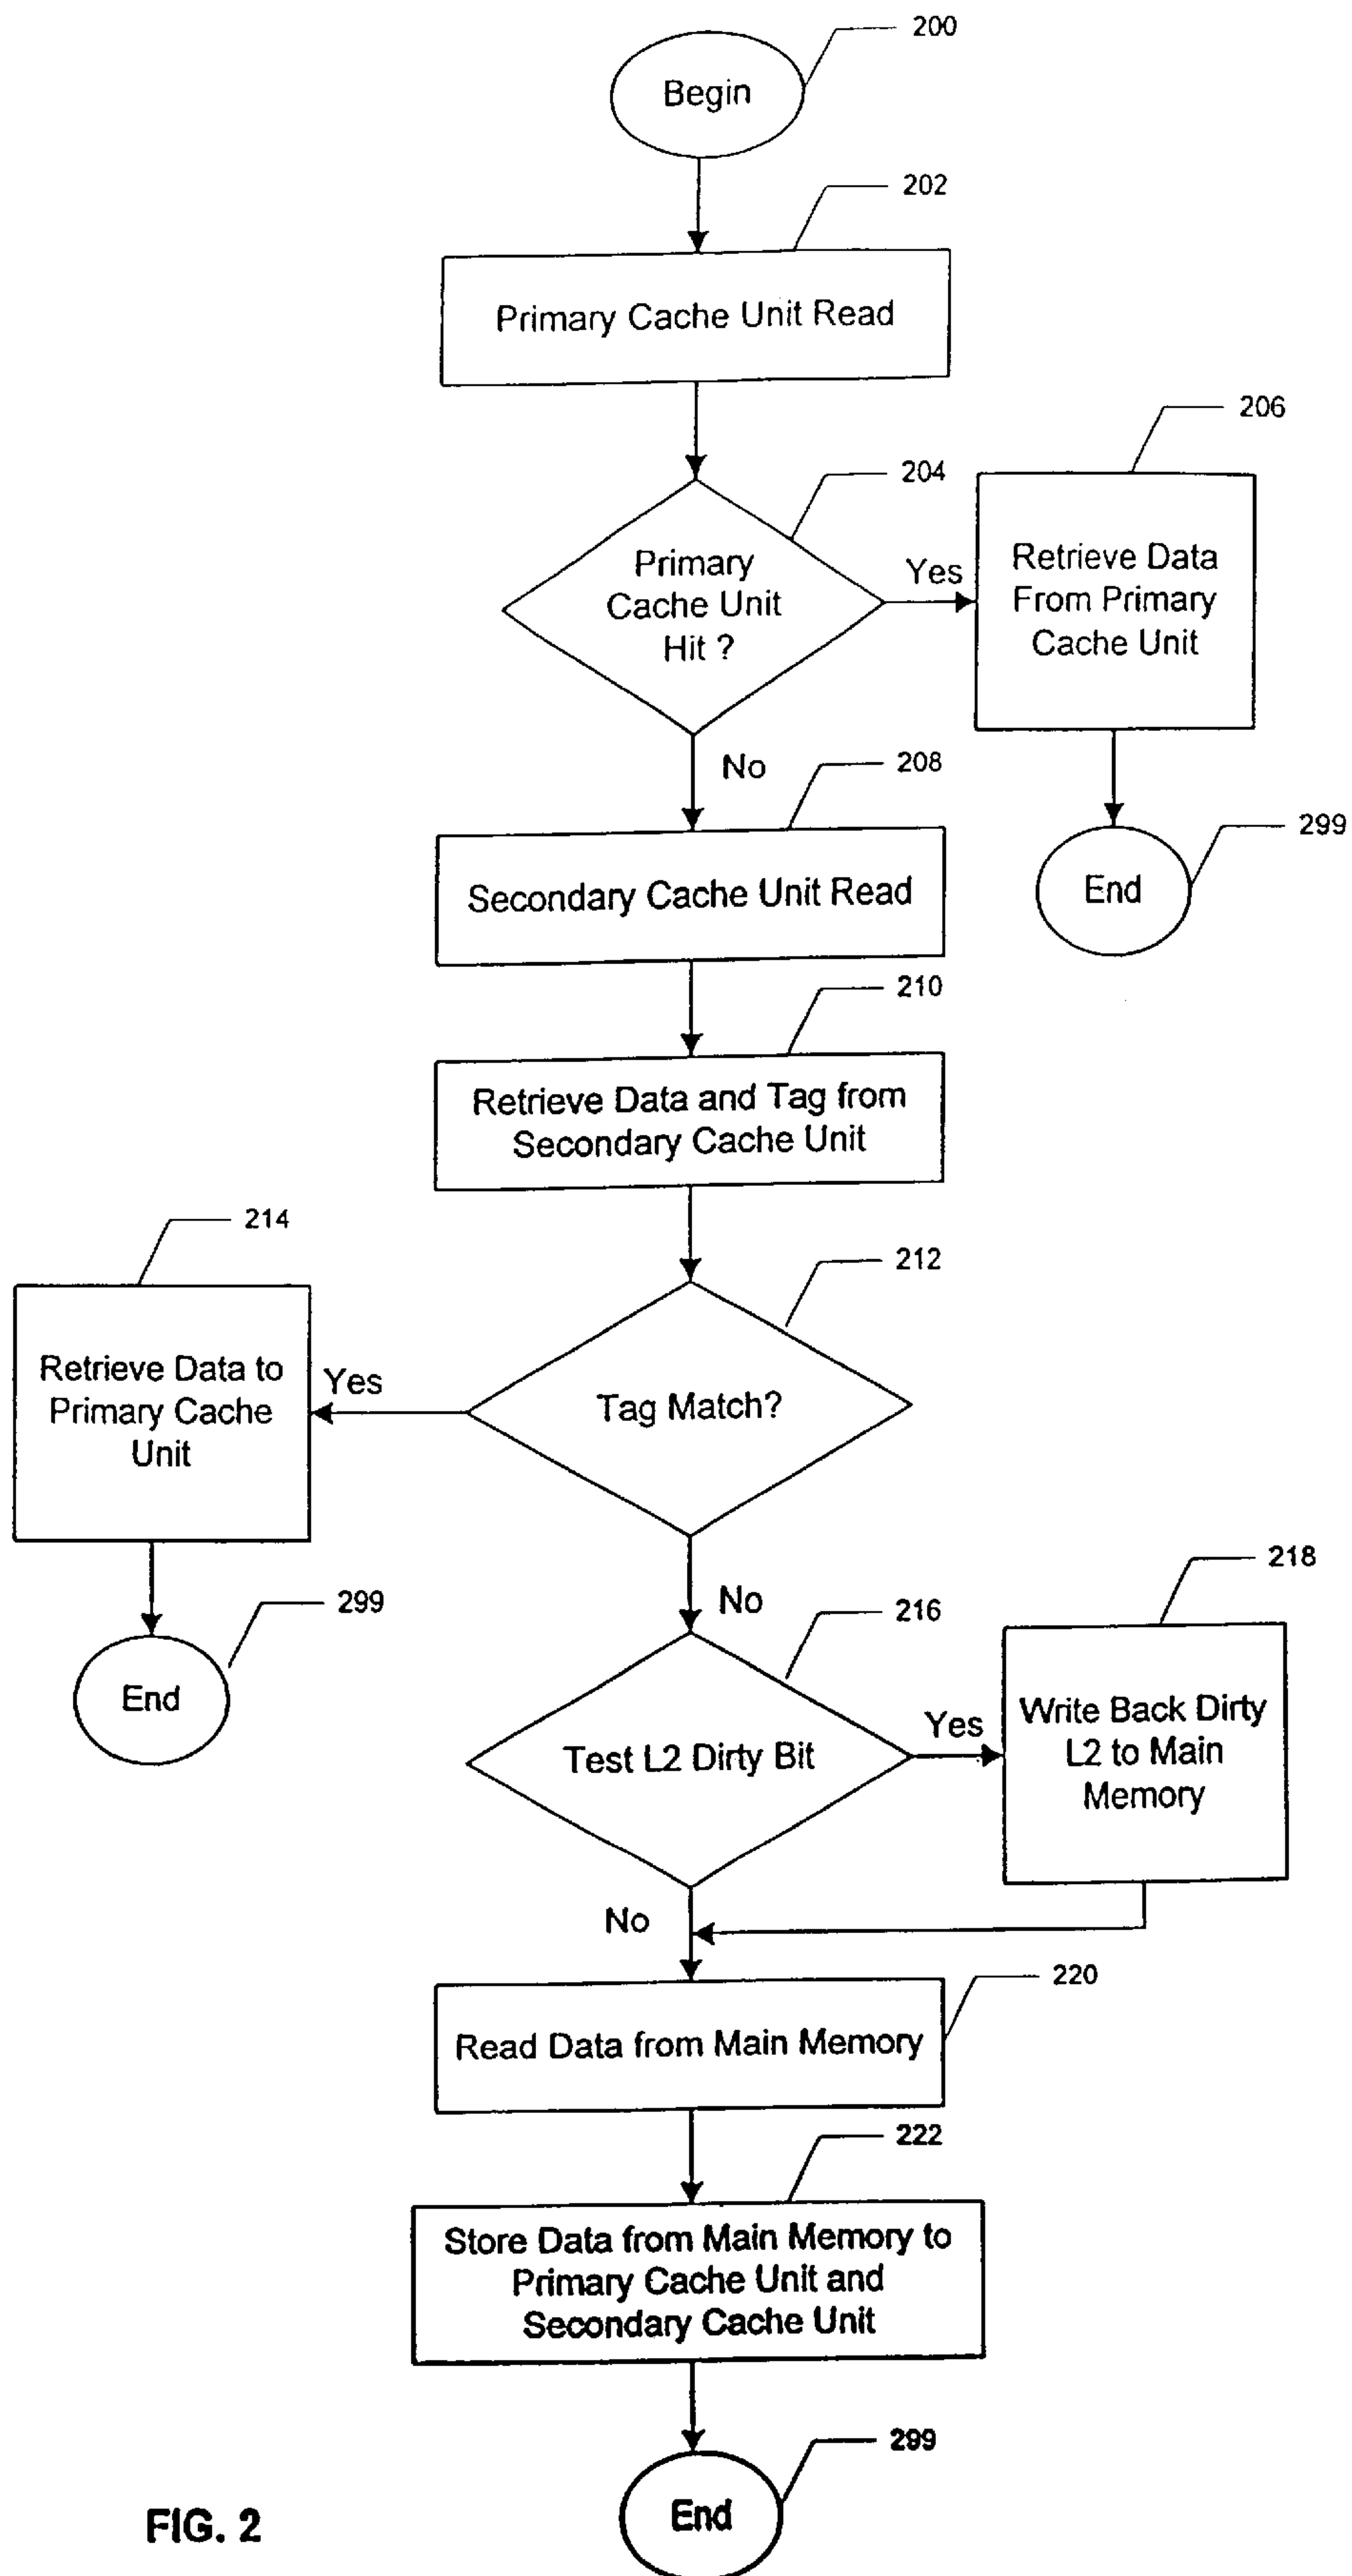 200
Begin
202
Primary Cache Unit Read
206
204
Primary
Cache Unit
Hit ?
Yes
Retrieve Data
From Primary
Cache Unit
No
208
299
Secondary Cache Unit Read
End
210
Retrieve Data and Tag from
Secondary Cache Unit
214
212
Retrieve Data to
Primary Cache
Unit
Yes
Tag Match?
No
218
299
216
End
Test L2 Dirty Bit
Yes
Write Back Dirty
L2 to Main
Memory
No
220
Read Data from Main Memory
222
Store Data from Main Memory to
Primary Cache Unit and
Secondary Cache Unit
299
End
FIG. 2